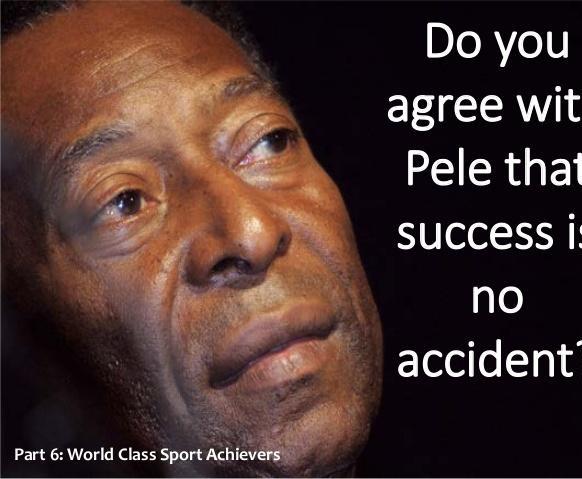 Do you
agree wit
Pele that
success is
no
accident?
Part 6: World Class Sport Achievers